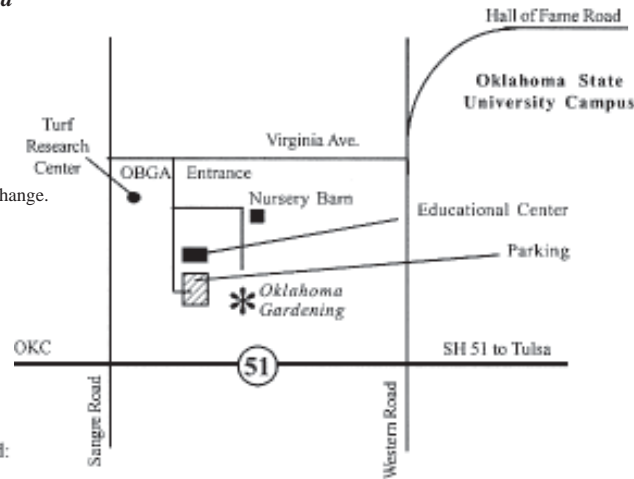 a
Hall of Fame Road
Oklahoma State
University Campus
Turf
Research
Center
Virginia Ave.
OBGA Entrance
hange.
Nursery Barn
Educational Center
Parking
Oklahoma
Gardening
OKC
51
SH 51 to Tulsa
Sangre Road
Western Road
d: